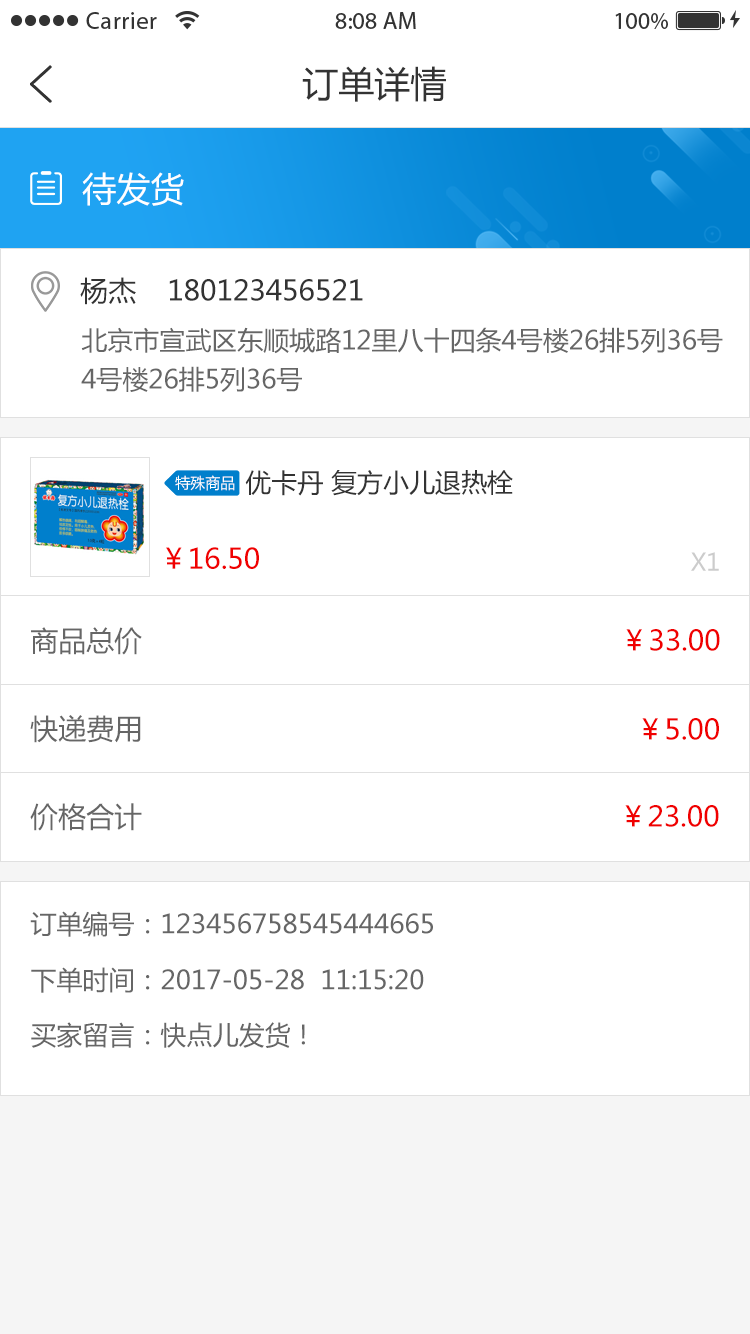 Carrier 8:08 AM 100%
订单详情
待发货
杨杰 180123456521
北京市宣武区东顺城路12里八十四条4号楼26排5列36号
4号楼26排5列36号
特殊商品 优卡丹 复方小儿退热栓
复方小儿退热栓
¥16.50 X1
商品总价 ¥33.00
快递费用 ¥5.00
价格合计 ¥23.00
订单编号：123456758545444665
下单时间：2017-05-28 11:15:20
买家留言：快点儿发货！